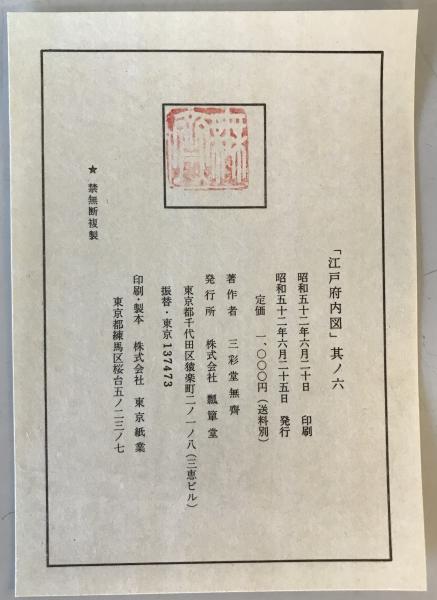 「江戸府内図」其ノ六
昭和五十二年六月二十日　印刷
昭和五十二年六月二十五日　発行
定価　一、〇〇〇円（送料別）
著作者　三彩堂無齊
発行所　株式会社　瓢箪堂
東京都千代田区猿楽町二ノ一ノ八（三恵ビル）
振替・東京１３７４７３
印刷・製本　株式会社　東京紙業
東京都練馬区桜台五ノ二三ノ七
★　禁無断複製